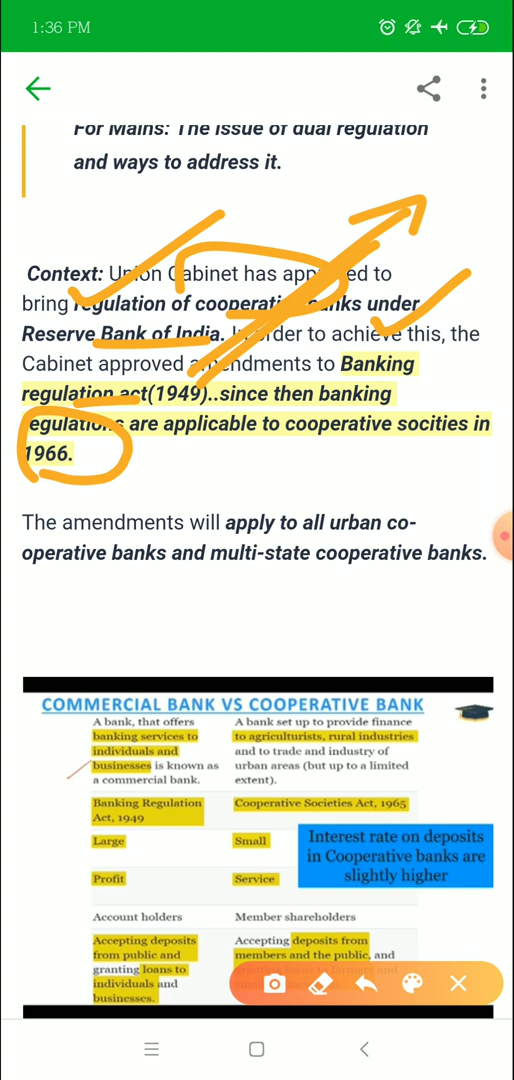 1:36 PM
For Mains: The issue of dual regulation
and ways to address it.
Context: Union Cabinet has approved to
bring regulation of cooperative banks under
Reserve Bank of India. In order to achieve this, the
Cabinet approved amendments to Banking
regulation act(1949)..since then banking
regulations are applicable to cooperative socities in
1966.
The amendments will apply to all urban co-
operative banks and multi-state cooperative banks.
COMMERCIAL BANK VS COOPERATIVE BANK
A bank, that offers
banking services to
individuals and
businesses is known as
a commercial bank.
A bank set up to provide finance
to agriculturists, rural industries
and to trade and industry of
urban areas (but up to a limited
extent).
Banking Regulation
Act, 1949
Cooperative Societies Act, 1965
Large
Small
Interest rate on deposits
in Cooperative banks are
slightly higher
Profit
Service
Account holders
Member shareholders
Accepting deposits
from public and
granting loans to
individuals and
businesses.
Accepting deposits from
members and the public, and